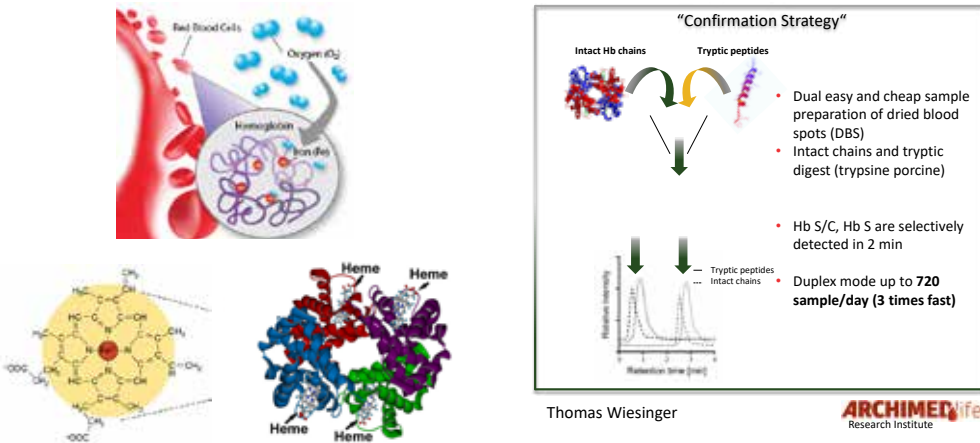 Red Blood Cells
Oxygen (O₂)
Hemoglobin
Heme
Heme
Heme
Heme
"Confirmation Strategy"
Intact Hb chains
Tryptic peptides
• Dual easy and cheap sample
preparation of dried blood
spots (DBS)
• Intact chains and tryptic
digest (trypsine porcine)
• Hb S/C, Hb S are selectively
detected in 2 min
• Duplex mode up to 720
sample/day (3 times fast)
Tryptic peptides
Intact chains
Relative Intensity
Retention time [min]
Thomas Wiesinger
ARCHIMEDlife
Research Institute